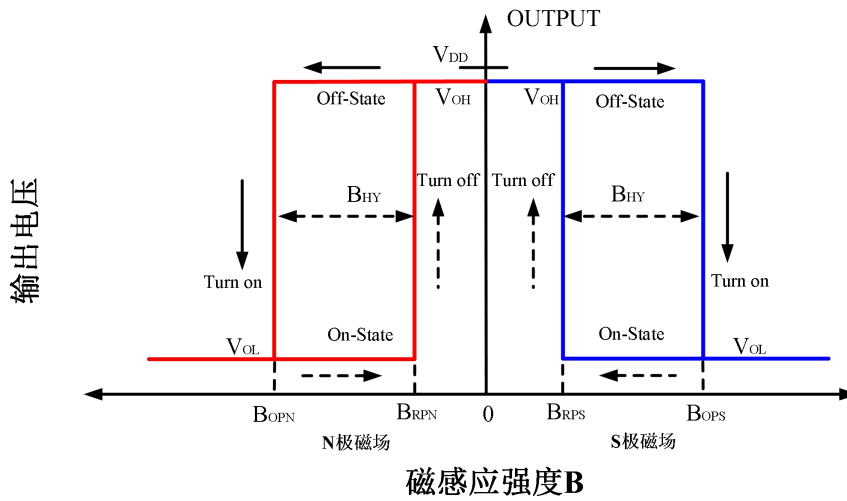 OUTPUT
VDD
Off-State
VOH
VOH
Off-State
Turn off
Turn off
BHY
BHY
Turn on
Turn on
输出电压
On-State
On-State
VOL
VOL
BOPN
BRPN
0
BRPS
BOPS
N极磁场
S极磁场
磁感应强度B